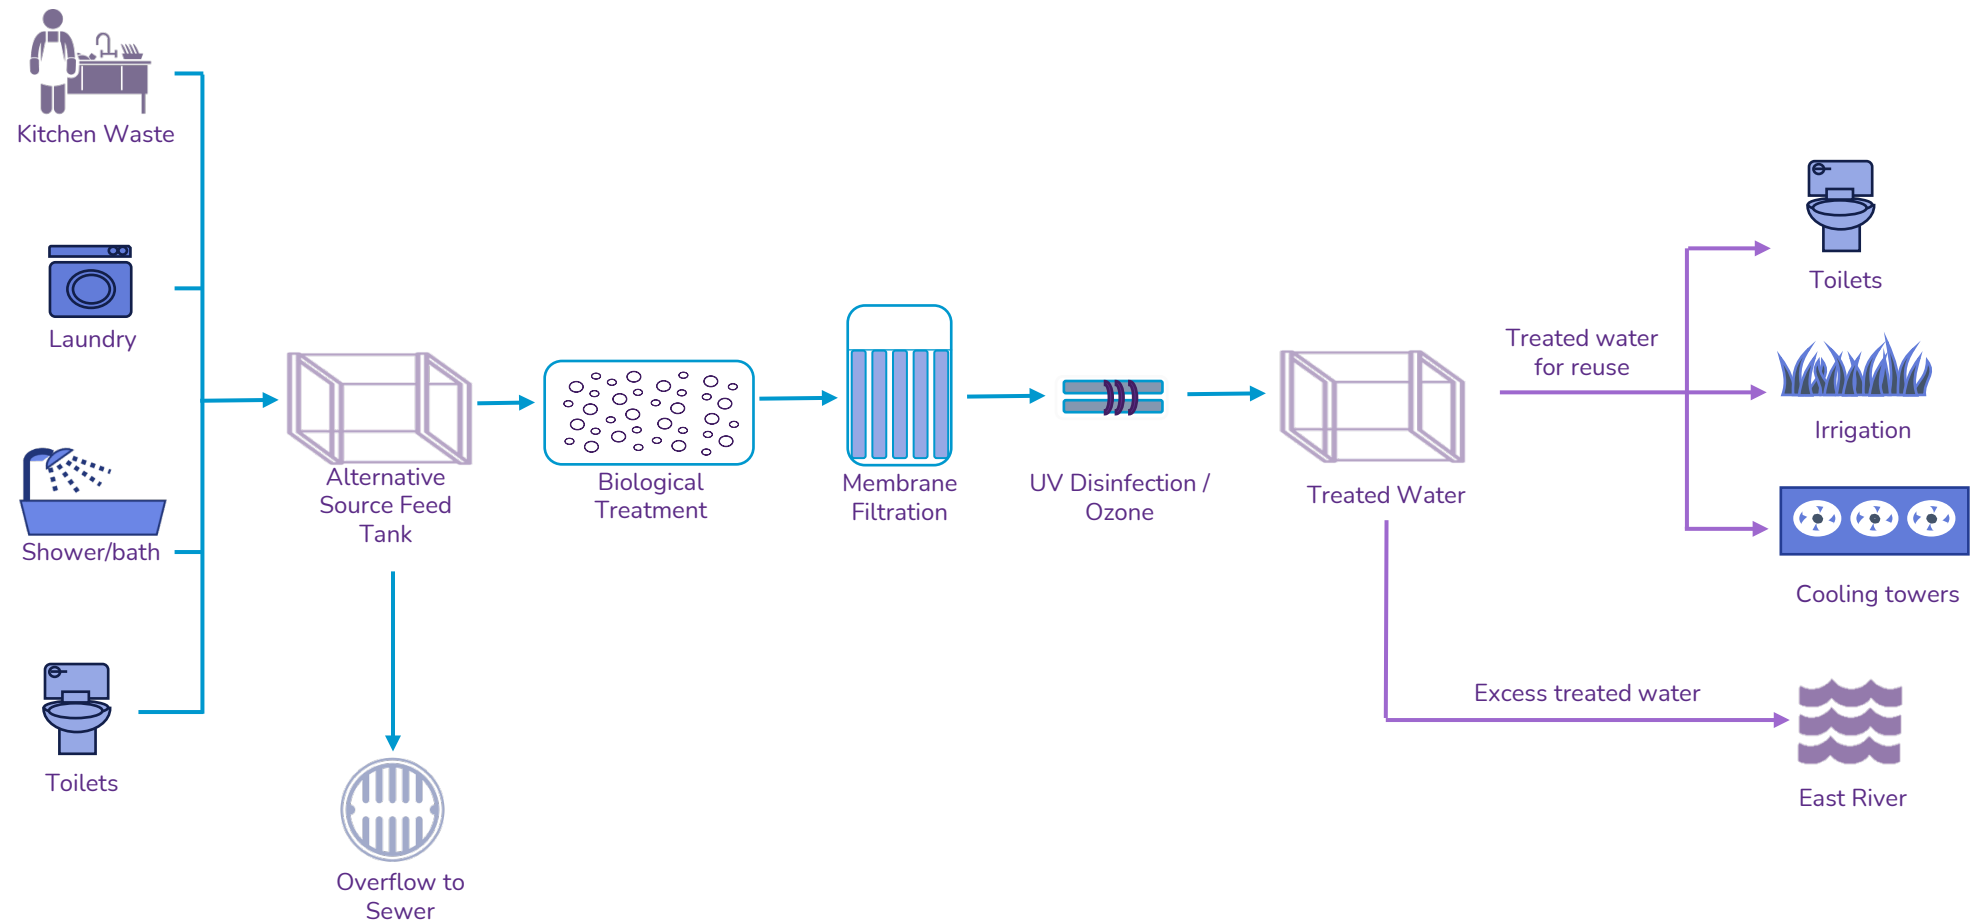 Kitchen Waste
Laundry
Shower/bath
Toilets
Alternative
Source Feed
Tank
Overflow to
Sewer
Biological
Treatment
Membrane
Filtration
UV Disinfection /
Ozone
Treated Water
Treated water
for reuse
Excess treated water
Toilets
Irrigation
Cooling towers
East River